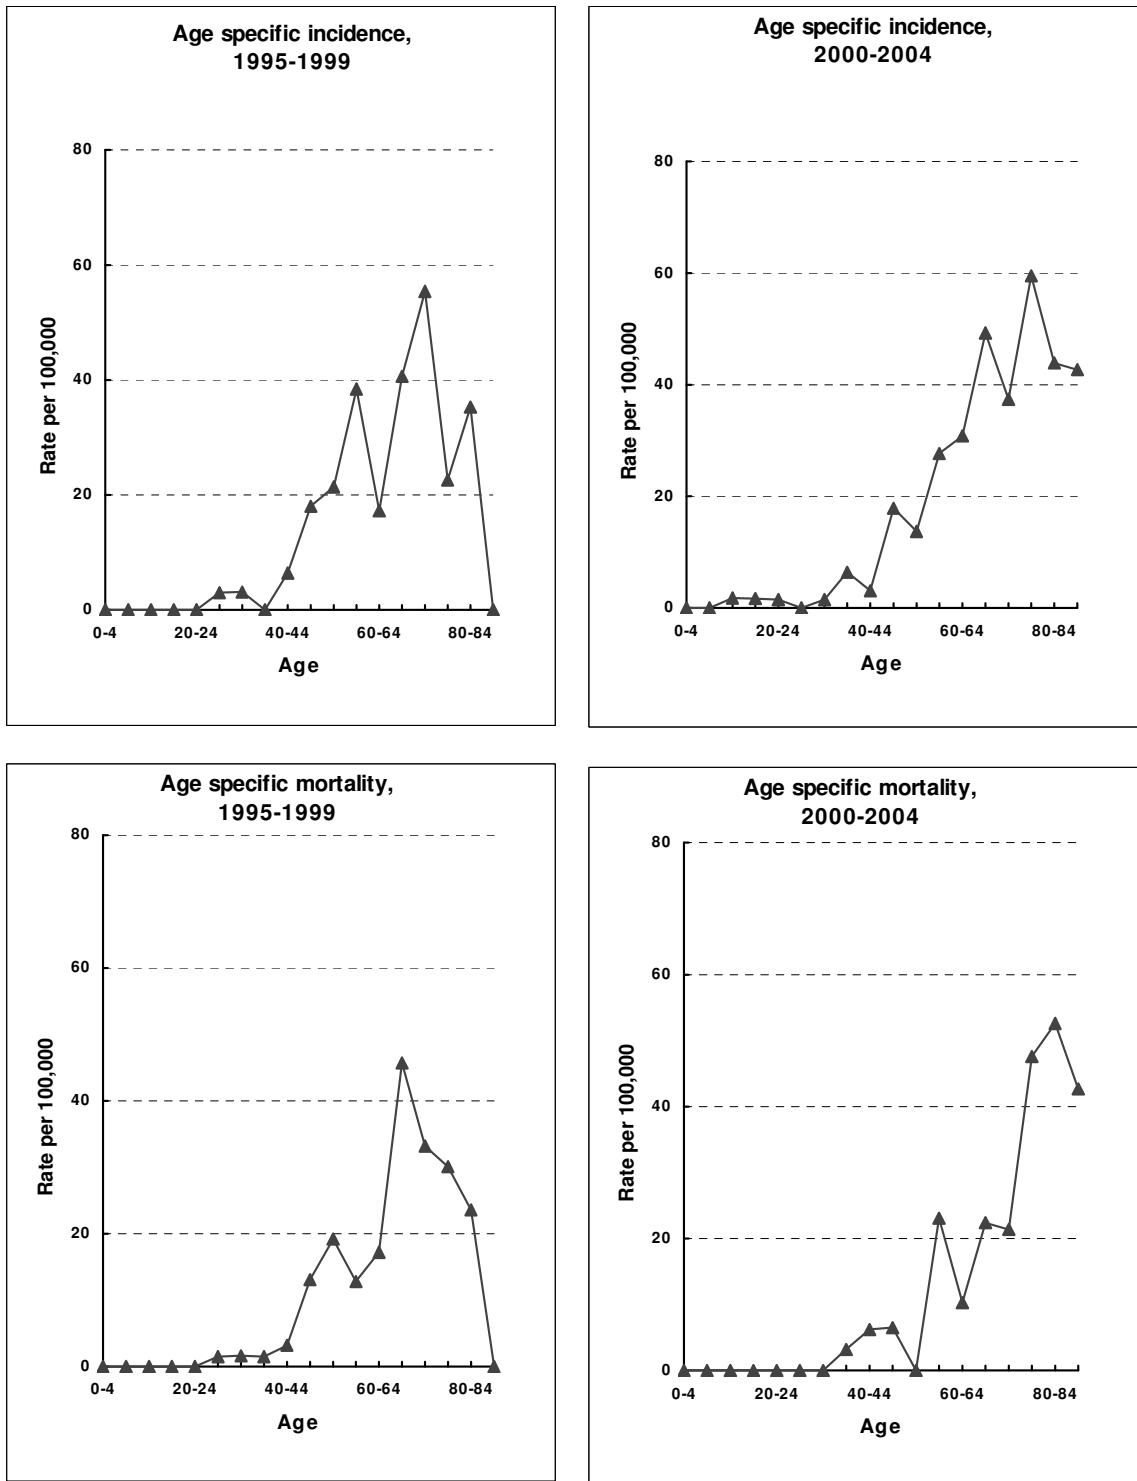 Age specific incidence,
1995-1999
80
60
40
20
0
Rate per 100,000
0-4 20-24 40-44 60-64 80-84
Age
Age specific incidence,
2000-2004
80
60
40
20
0
Rate per 100,000
0-4 20-24 40-44 60-64 80-84
Age
Age specific mortality,
1995-1999
80
60
40
20
0
Rate per 100,000
0-4 20-24 40-44 60-64 80-84
Age
Age specific mortality,
2000-2004
80
60
40
20
0
Rate per 100,000
0-4 20-24 40-44 60-64 80-84
Age